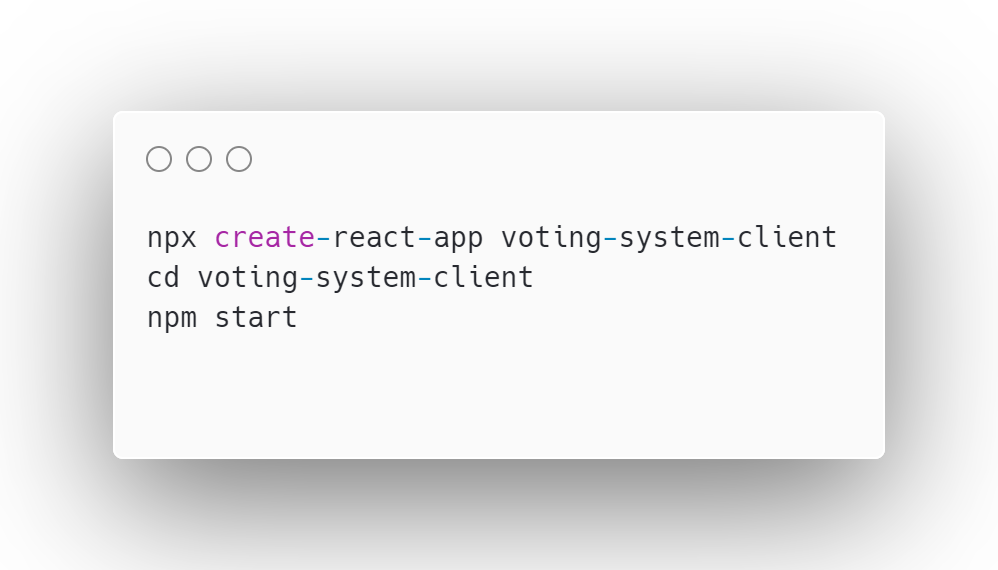 npx create-react-app voting-system-client
cd voting-system-client
npm start